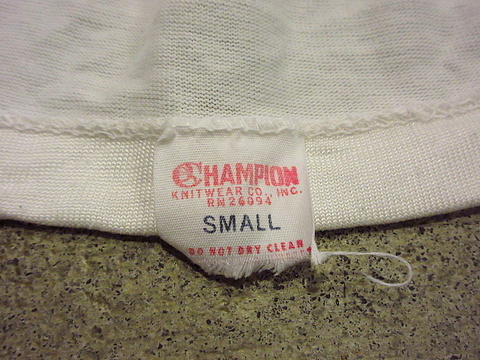 CHAMPION
KNITWEAR CO., INC.
RN26094
SMALL
DO NOT DRY CLEAN